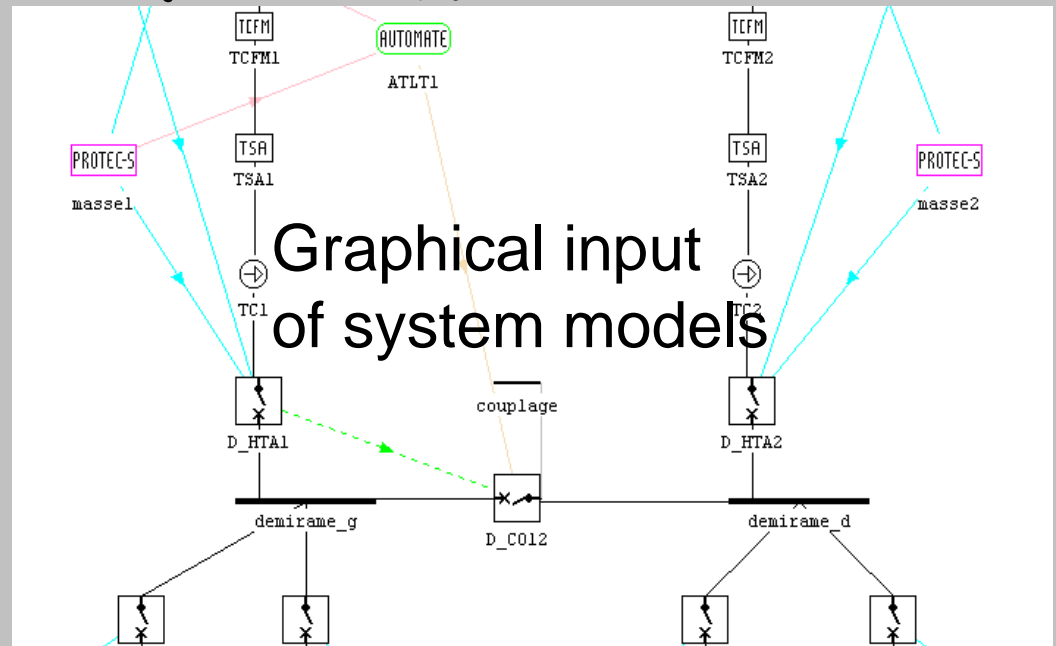 TCFM
TCFM
AUTOMATE
TCFM1
TCFM2
ATLT1
PROTEC-S
TSA
TSA
PROTEC-S
TSA1
TSA2
masse1
masse2
Graphical input
TC1
TC2
of system models
couplage
D_HTA1
D_HTA2
demirame_g
demirame_d
D_CO12